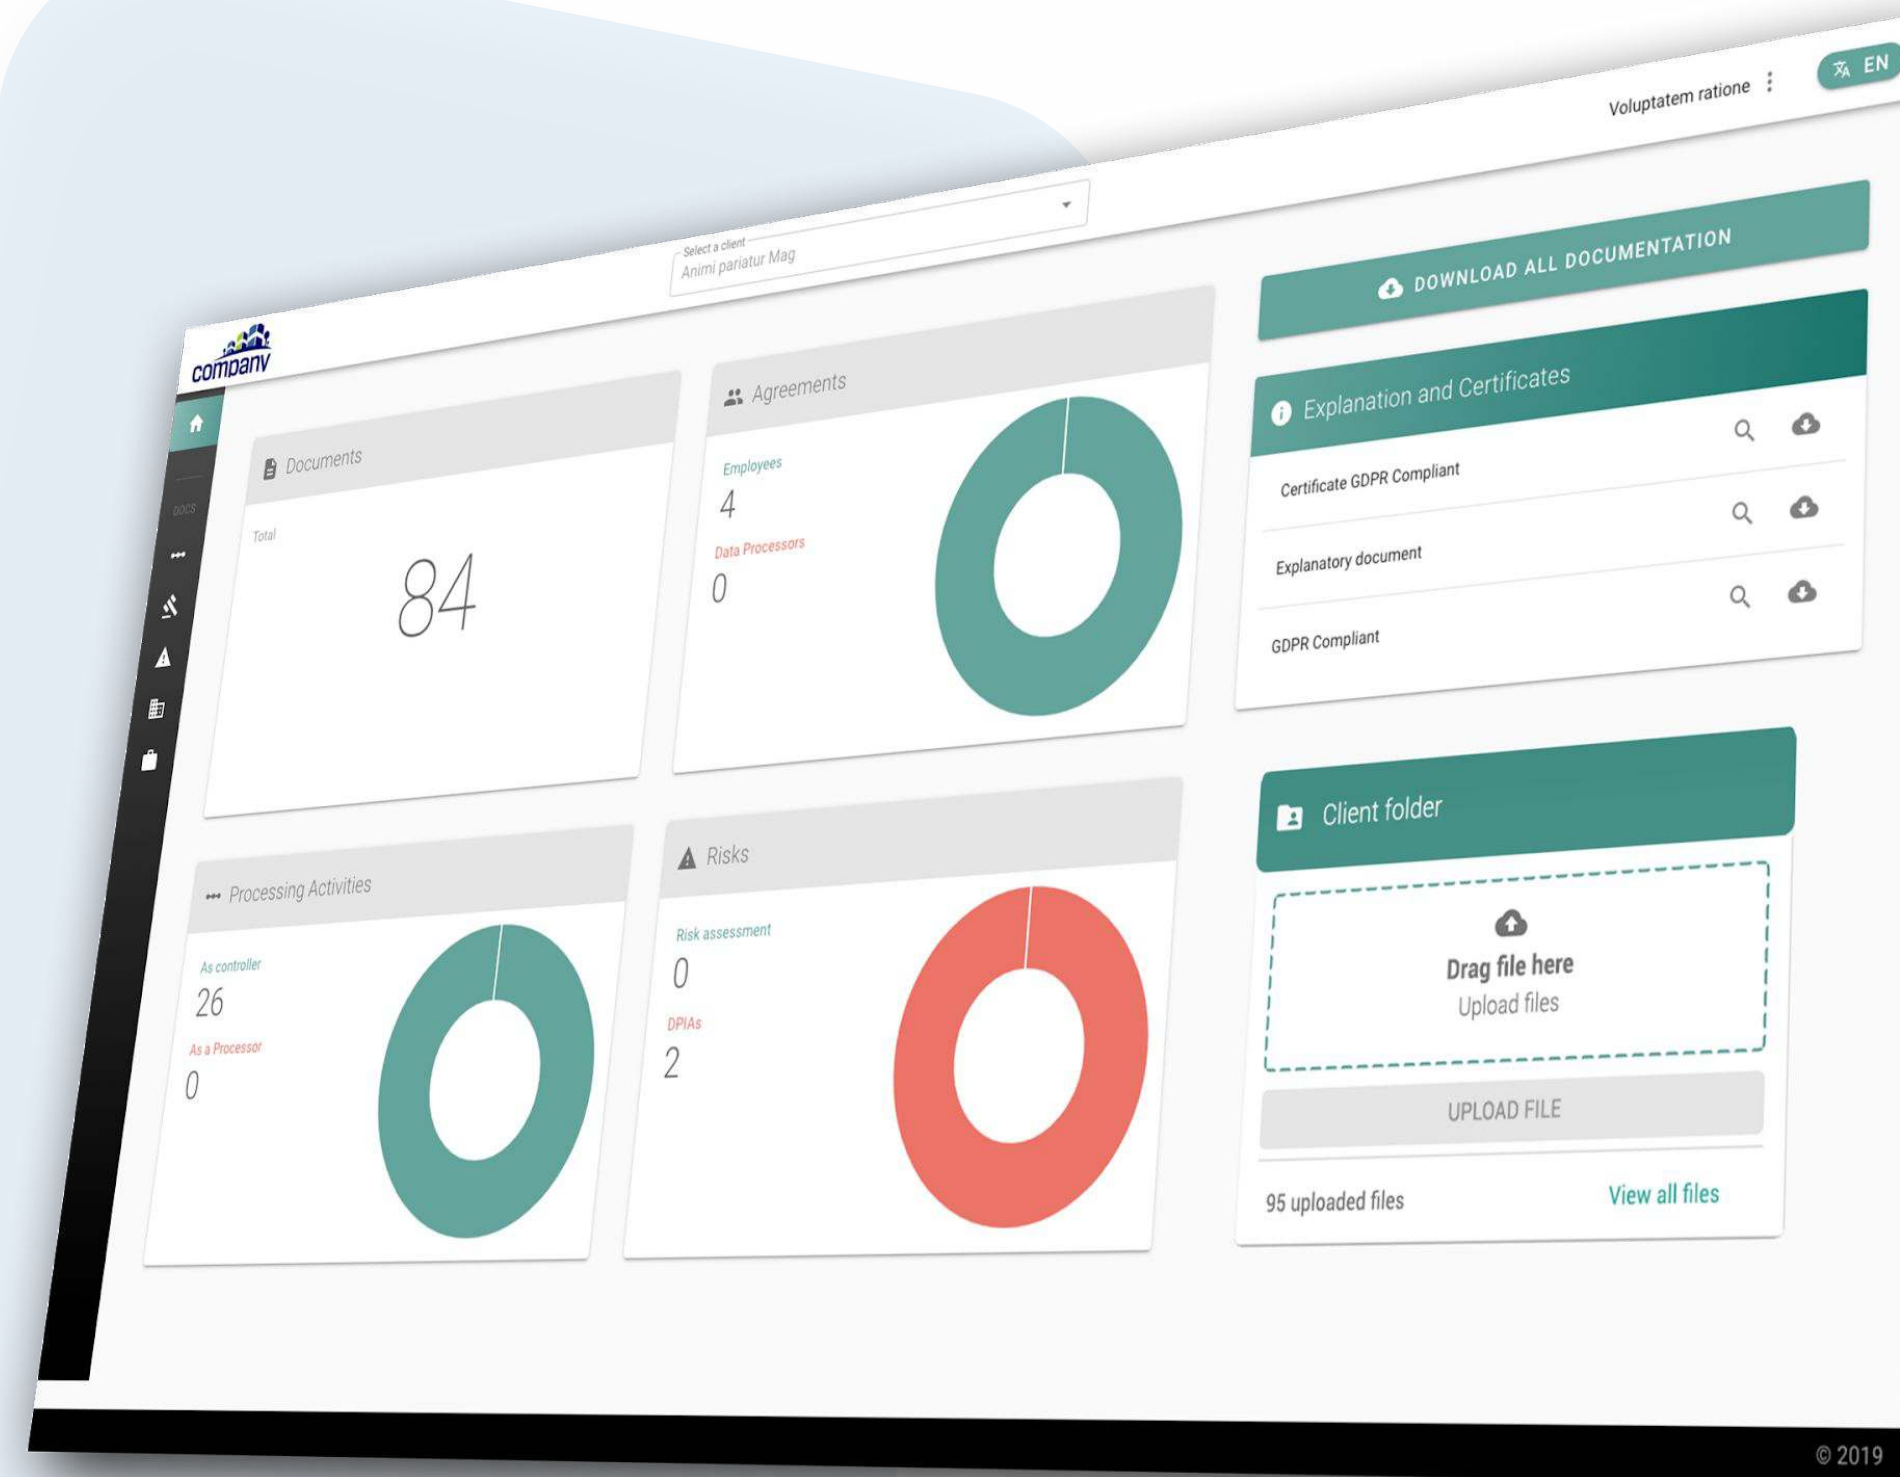 Voluptatem ratione
EN
Select a client
Animi pariatur Mag
company
DOCS
Documents
Total
84
Agreements
Employees
4
Data Processors
0
DOWNLOAD ALL DOCUMENTATION
Explanation and Certificates
Certificate GDPR Compliant
Explanatory document
GDPR Compliant
Processing Activities
As controller
26
As a Processor
0
Risks
Risk assessment
0
DPIAs
2
Client folder
Drag file here
Upload files
UPLOAD FILE
95 uploaded files
View all files
© 2019